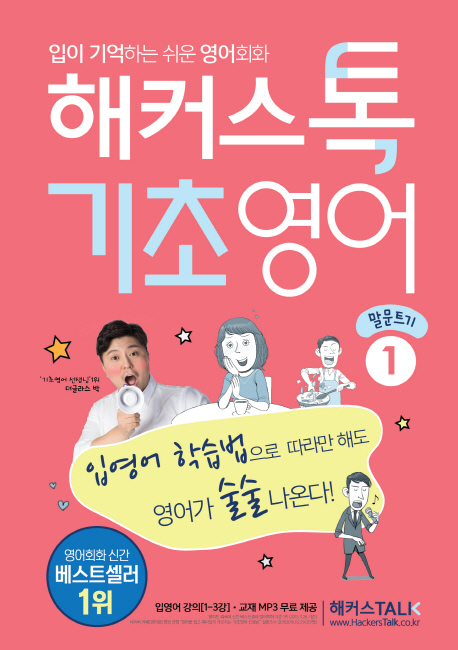 입이 기억하는 쉬운 영어회화
해커스톡
기초영어
말문트기
1
"기초영어 선생님"1위
더글라스 박
입영어 학습법으로 따라만 해도
영어가 술술 나온다!
영어회화 신간
베스트셀러
1위
입영어 강의[1-3강] · 교재 MP3 무료 제공
해커스TALK
www.HackersTalk.co.kr